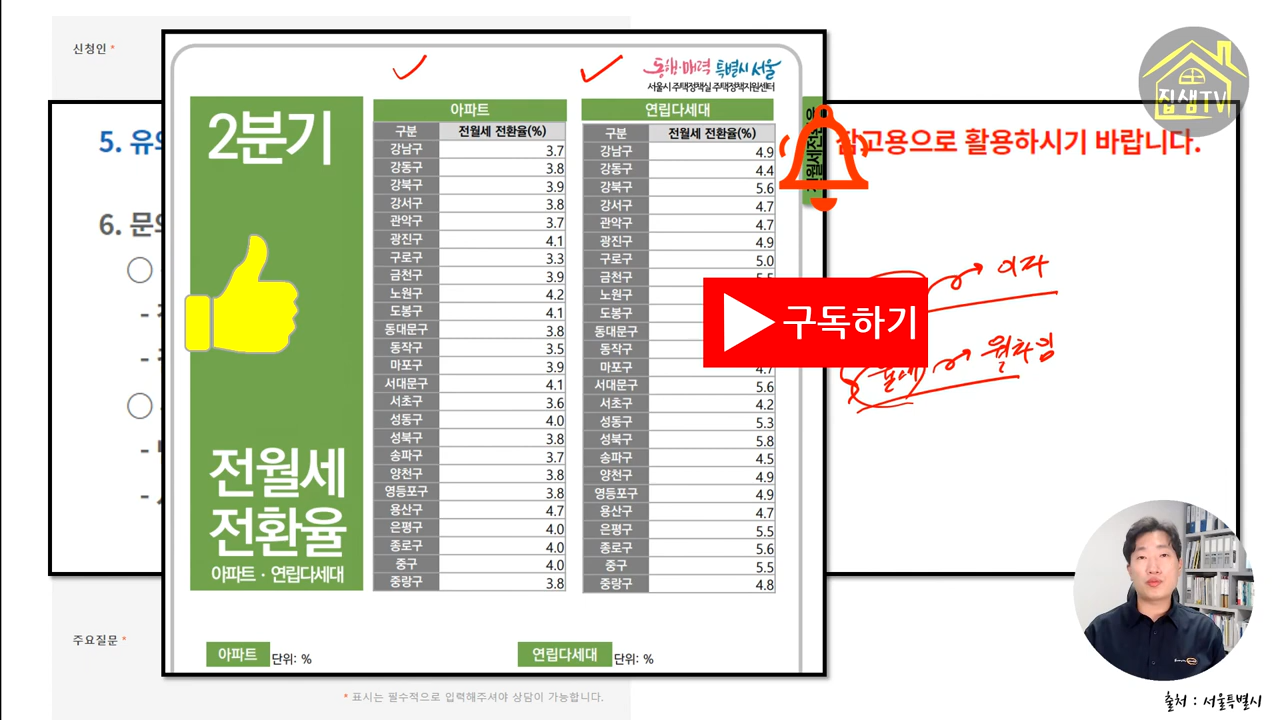 신청인 *
동행·매력 특별시 서울
서울시 주택정책실 주택정책지원센터
집샘TV
2분기
전월세
전환율
아파트 · 연립다세대
아파트
구분 전월세 전환율(%)
강남구 3.7
강동구 3.8
강북구 3.9
강서구 3.8
관악구 3.7
광진구 4.1
구로구 3.3
금천구 3.9
노원구 4.2
도봉구 4.1
동대문구 3.8
동작구 3.5
마포구 3.9
서대문구 4.1
서초구 3.6
성동구 4.0
성북구 3.8
송파구 3.7
양천구 3.8
영등포구 3.8
용산구 4.7
은평구 4.0
종로구 4.0
중구 4.0
중랑구 3.8
연립다세대
구분 전월세 전환율(%)
강남구 4.9
강동구 4.4
강북구 5.6
강서구 4.7
관악구 4.7
광진구 4.9
구로구 5.0
금천구
노원구
도봉구
동대문구
동작구
마포구 4.7
서대문구 5.6
서초구 4.2
성동구 5.3
성북구 5.8
송파구 4.5
양천구 4.9
영등포구 4.9
용산구 4.7
은평구 5.5
종로구 5.6
중구 5.5
중랑구 4.8
아파트 단위: %
연립다세대 단위: %
5.
6.
참고용으로 활용하시기 바랍니다.
이자
월세 월차임
구독하기
주요질문 *
* 표시는 필수적으로 입력해주셔야 상담이 가능합니다.
출처 : 서울특별시